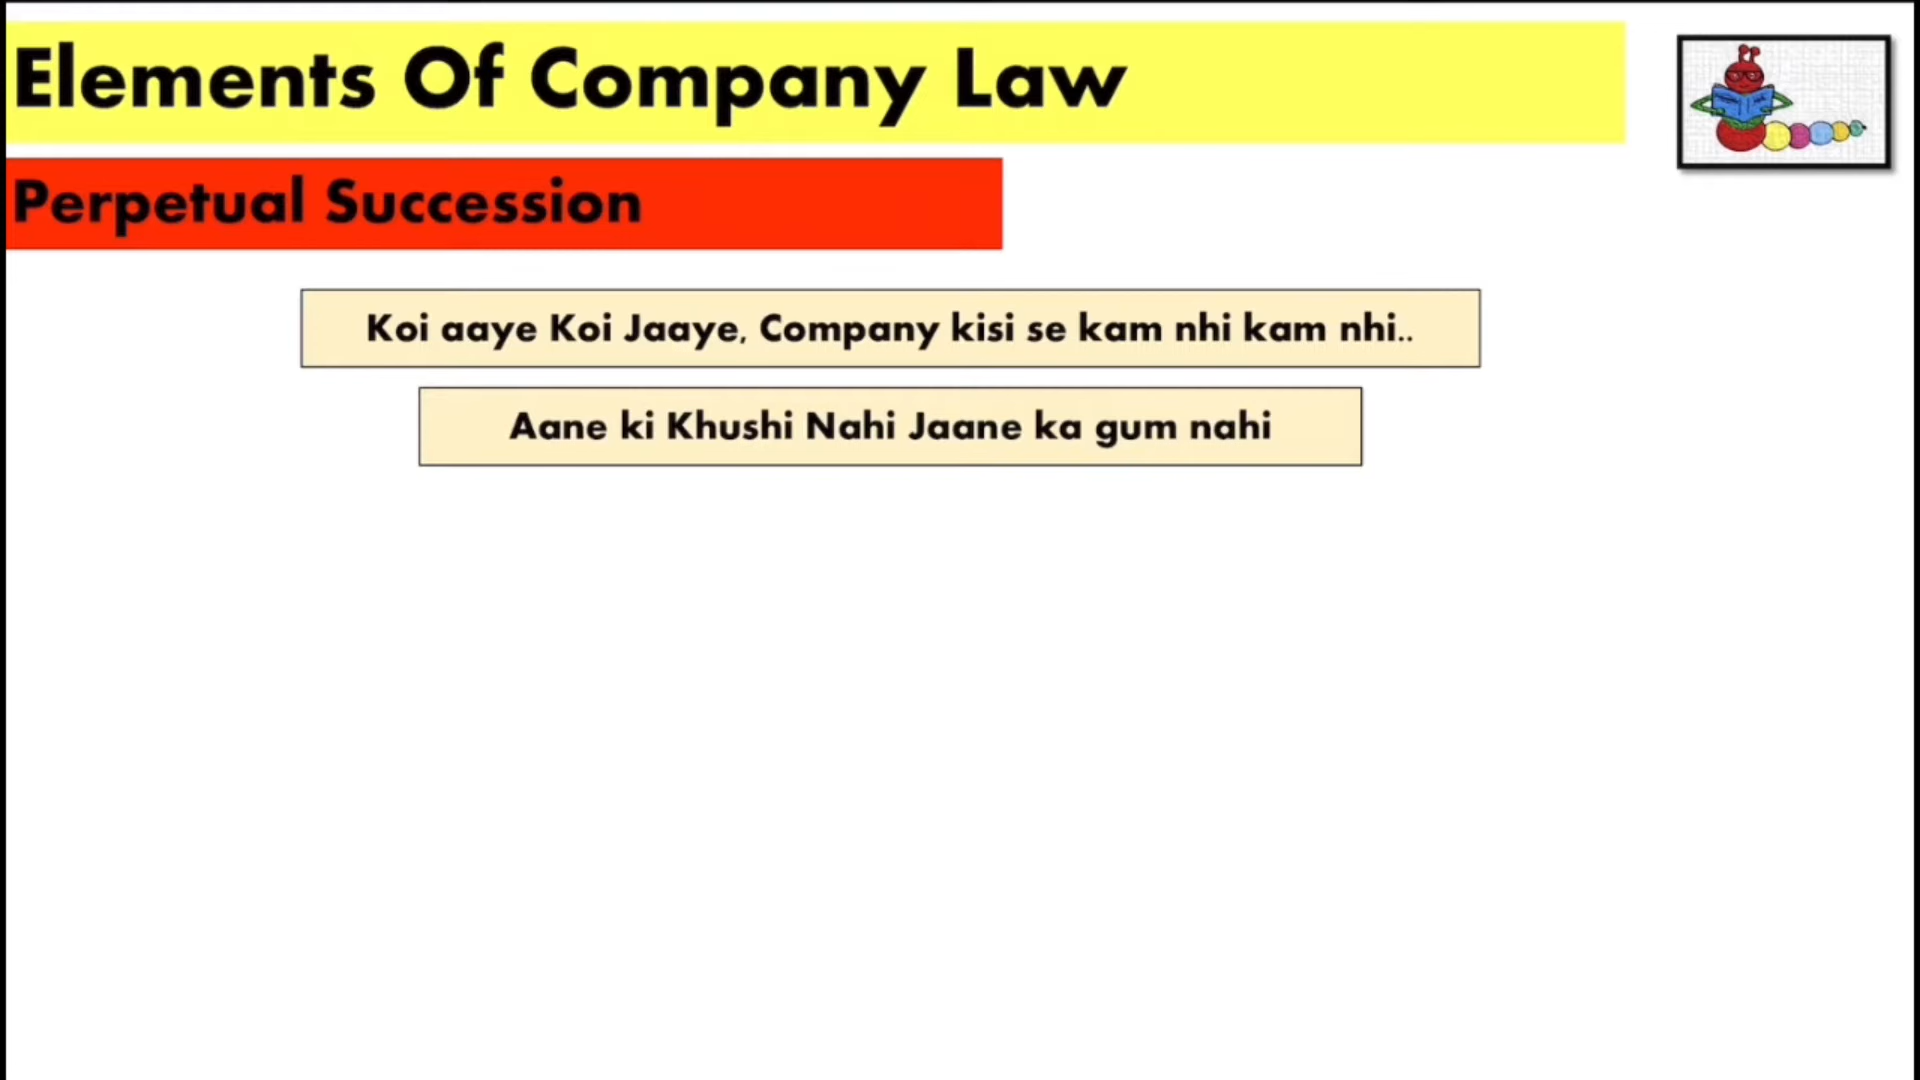 Elements Of Company Law
Perpetual Succession
Koi aaye Koi Jaaye, Company kisi se kam nhi kam nhi..
Aane ki Khushi Nahi Jaane ka gum nahi